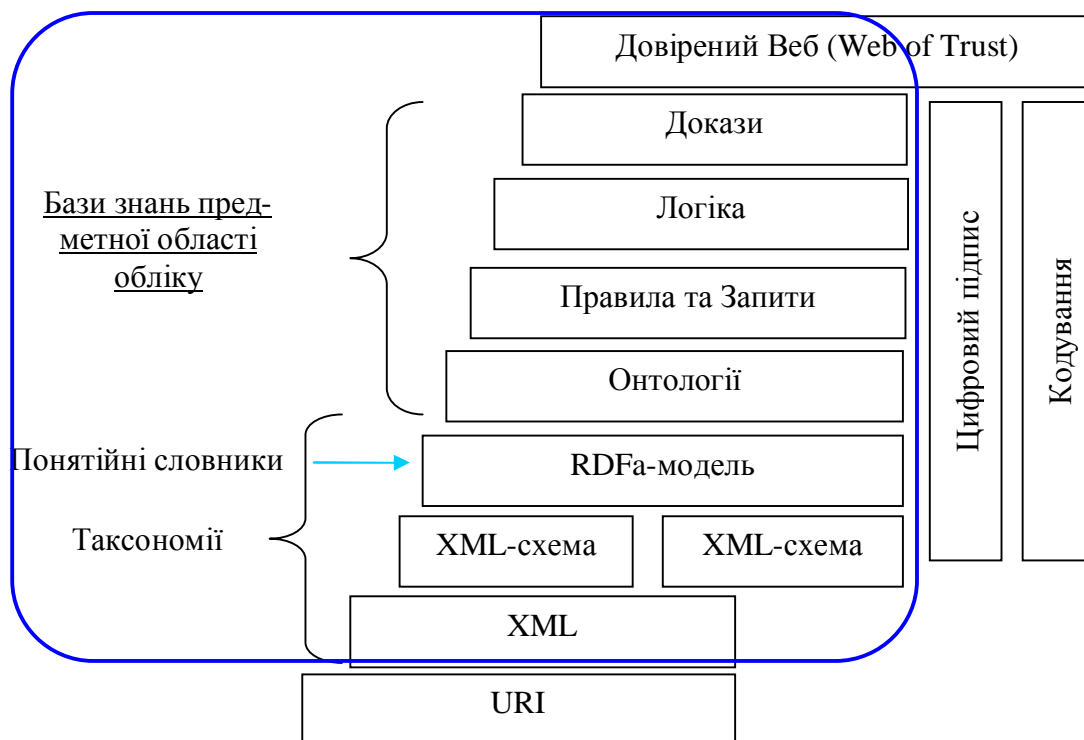 Довірений Веб (Web of Trust)
Докази
Логіка
Правила та Запити
Онтології
RDFa-модель
XML-схема
XML-схема
XML
URI
Бази знань пред-
метної області
обліку
Понятійні словники
Таксономії
Цифровий підпис
Кодування